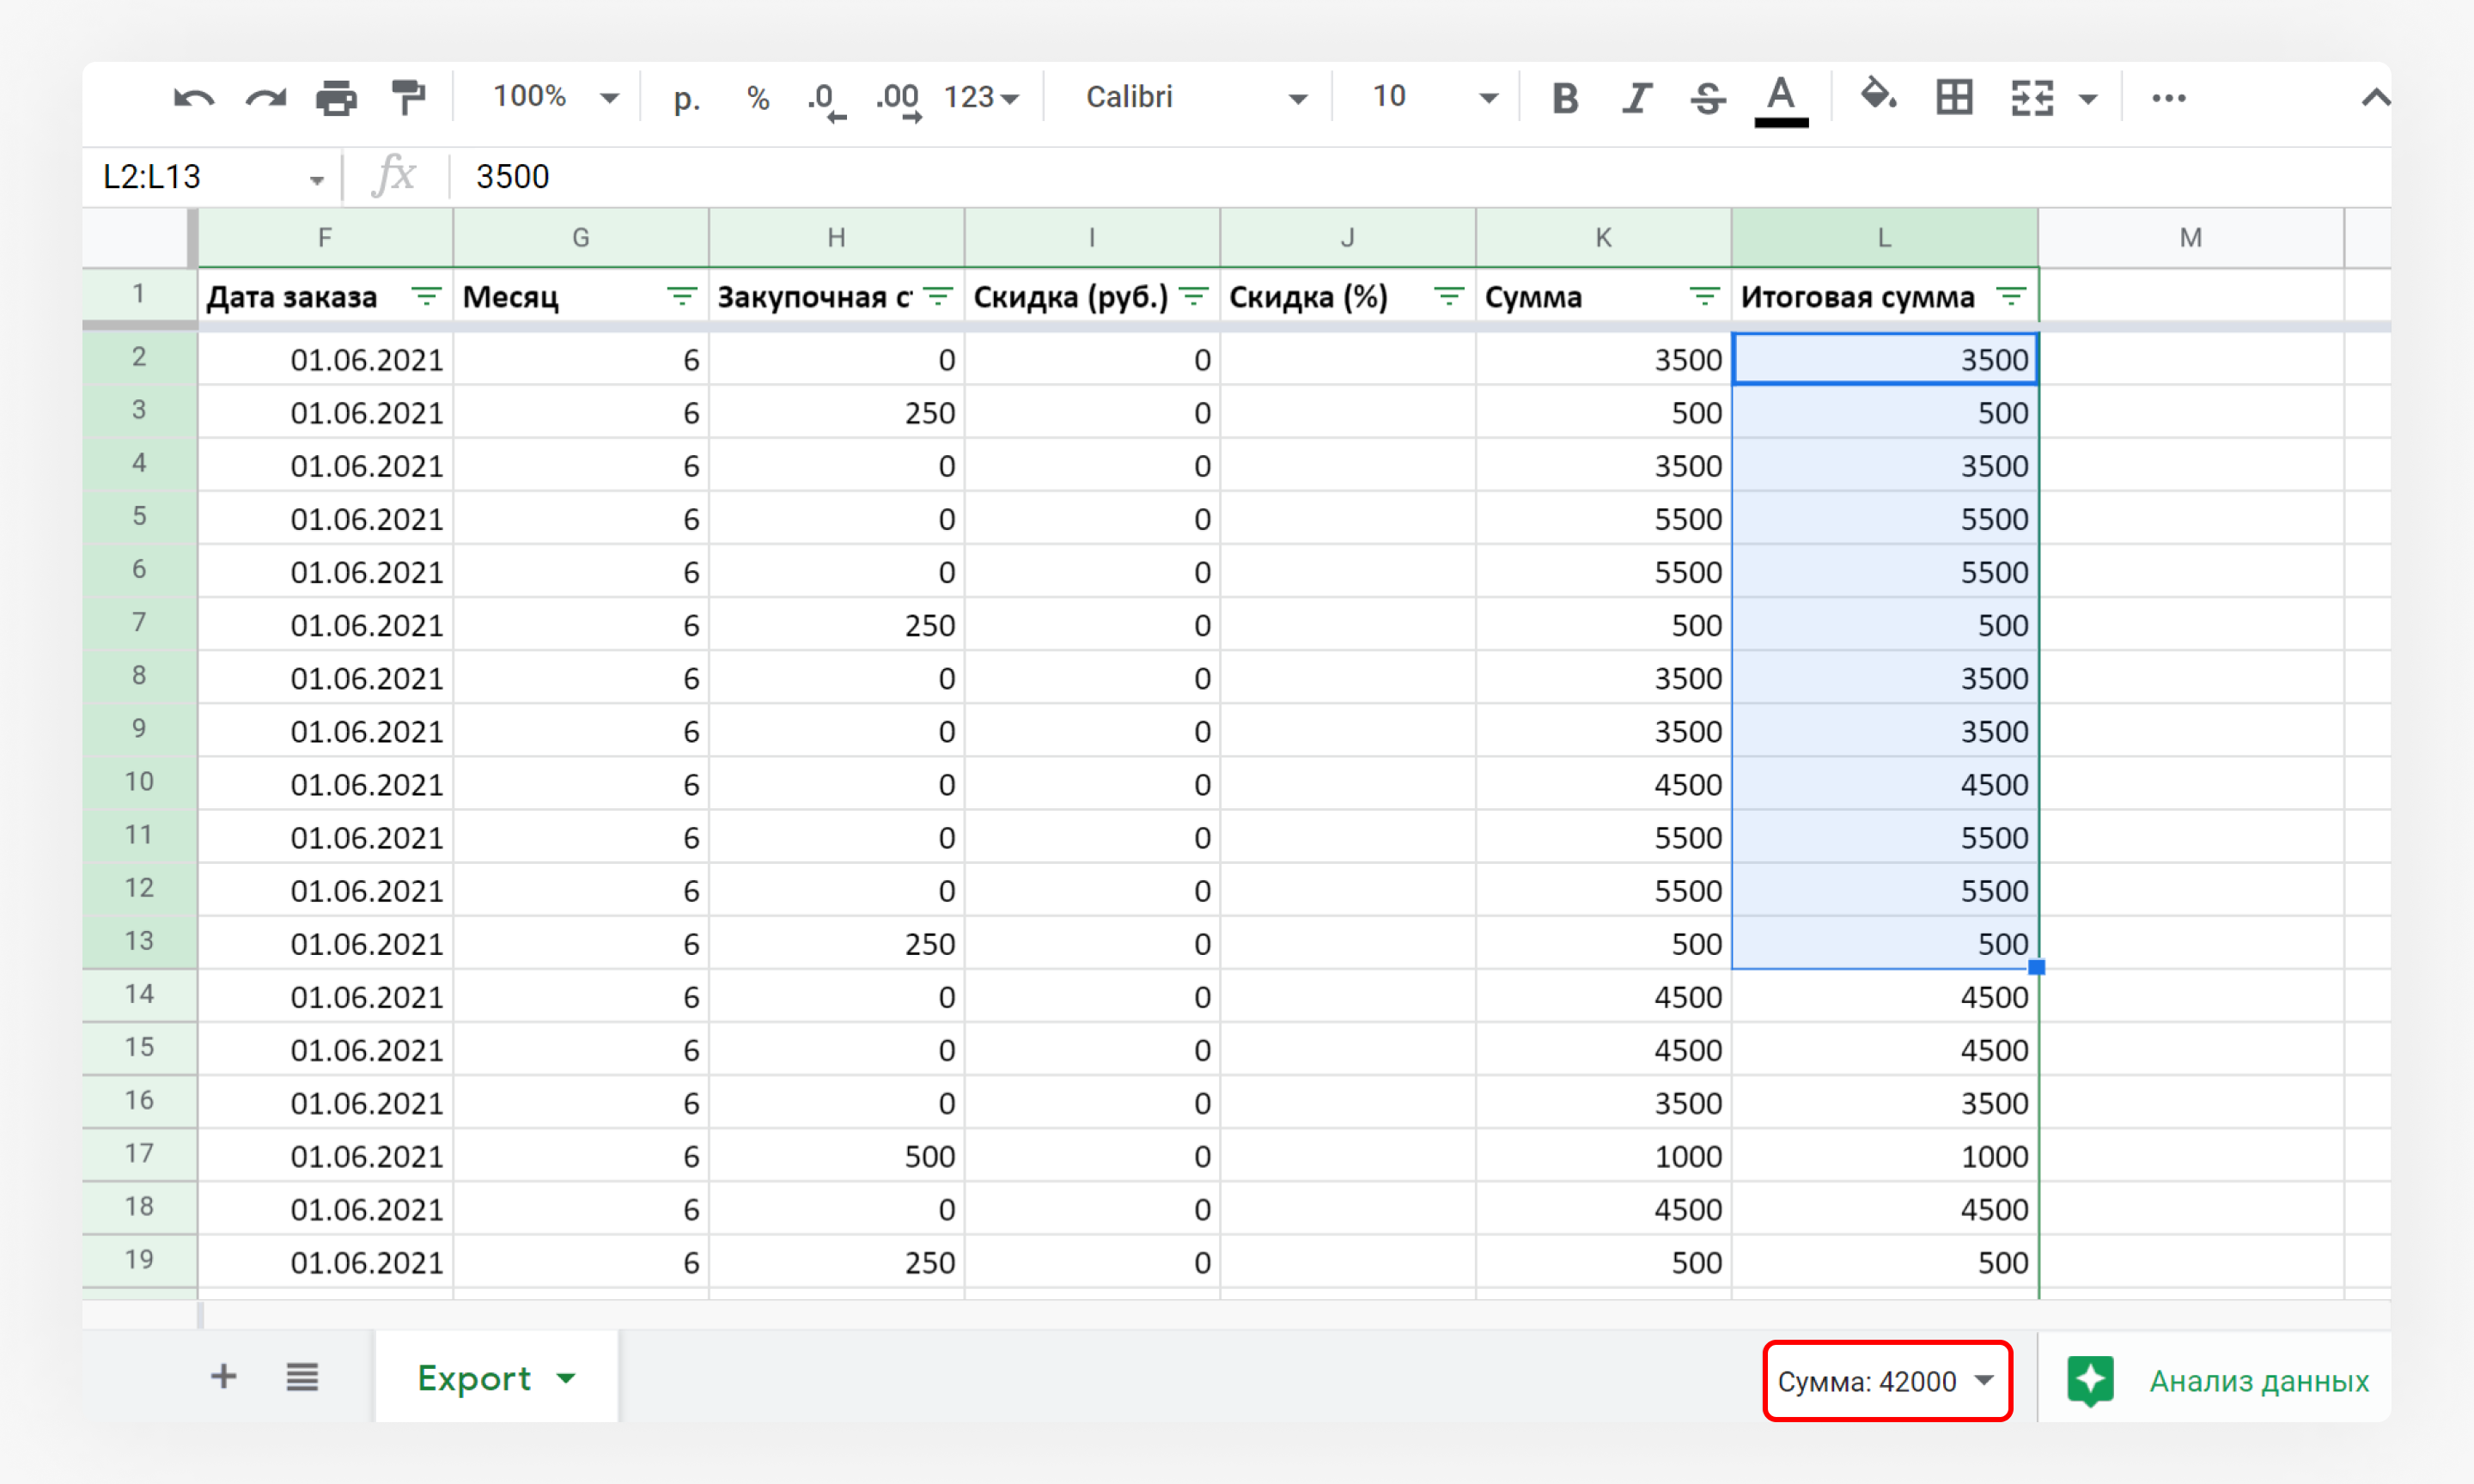 100% р. % .0 .00 123 Calibri 10 B I S A
L2:L13 fx 3500
F G H I J K L M
1 Дата заказа Месяц Закупочная с Скидка (руб.) Скидка (%) Сумма Итоговая сумма
2 01.06.2021 6 0 0 3500 3500
3 01.06.2021 6 250 0 500 500
4 01.06.2021 6 0 0 3500 3500
5 01.06.2021 6 0 0 5500 5500
6 01.06.2021 6 0 0 5500 5500
7 01.06.2021 6 250 0 500 500
8 01.06.2021 6 0 0 3500 3500
9 01.06.2021 6 0 0 3500 3500
10 01.06.2021 6 0 0 4500 4500
11 01.06.2021 6 0 0 5500 5500
12 01.06.2021 6 0 0 5500 5500
13 01.06.2021 6 250 0 500 500
14 01.06.2021 6 0 0 4500 4500
15 01.06.2021 6 0 0 4500 4500
16 01.06.2021 6 0 0 3500 3500
17 01.06.2021 6 500 0 1000 1000
18 01.06.2021 6 0 0 4500 4500
19 01.06.2021 6 250 0 500 500
Export Сумма: 42000 Анализ данных